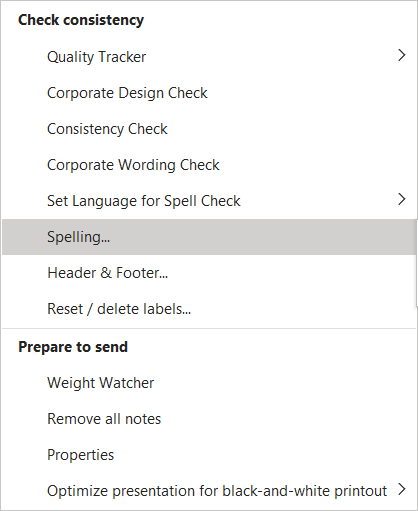 Check consistency
Quality Tracker
Corporate Design Check
Consistency Check
Corporate Wording Check
Set Language for Spell Check
Spelling...
Header & Footer...
Reset / delete labels...
Prepare to send
Weight Watcher
Remove all notes
Properties
Optimize presentation for black-and-white printout